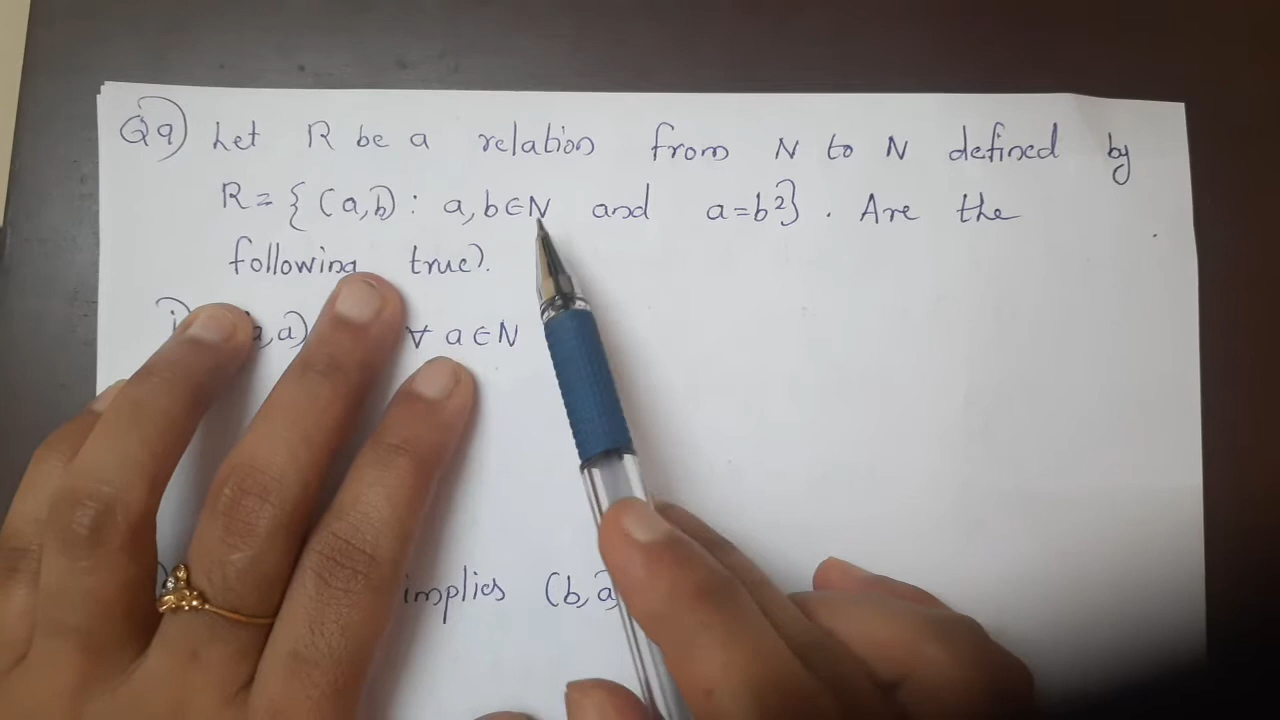 Q9) Let R be a relation from N to N defined by
R = { (a,b) : a, b ∈ N and a = b² } . Are the
following true?
i) a) ∀ a ∈ N
implies (b, a